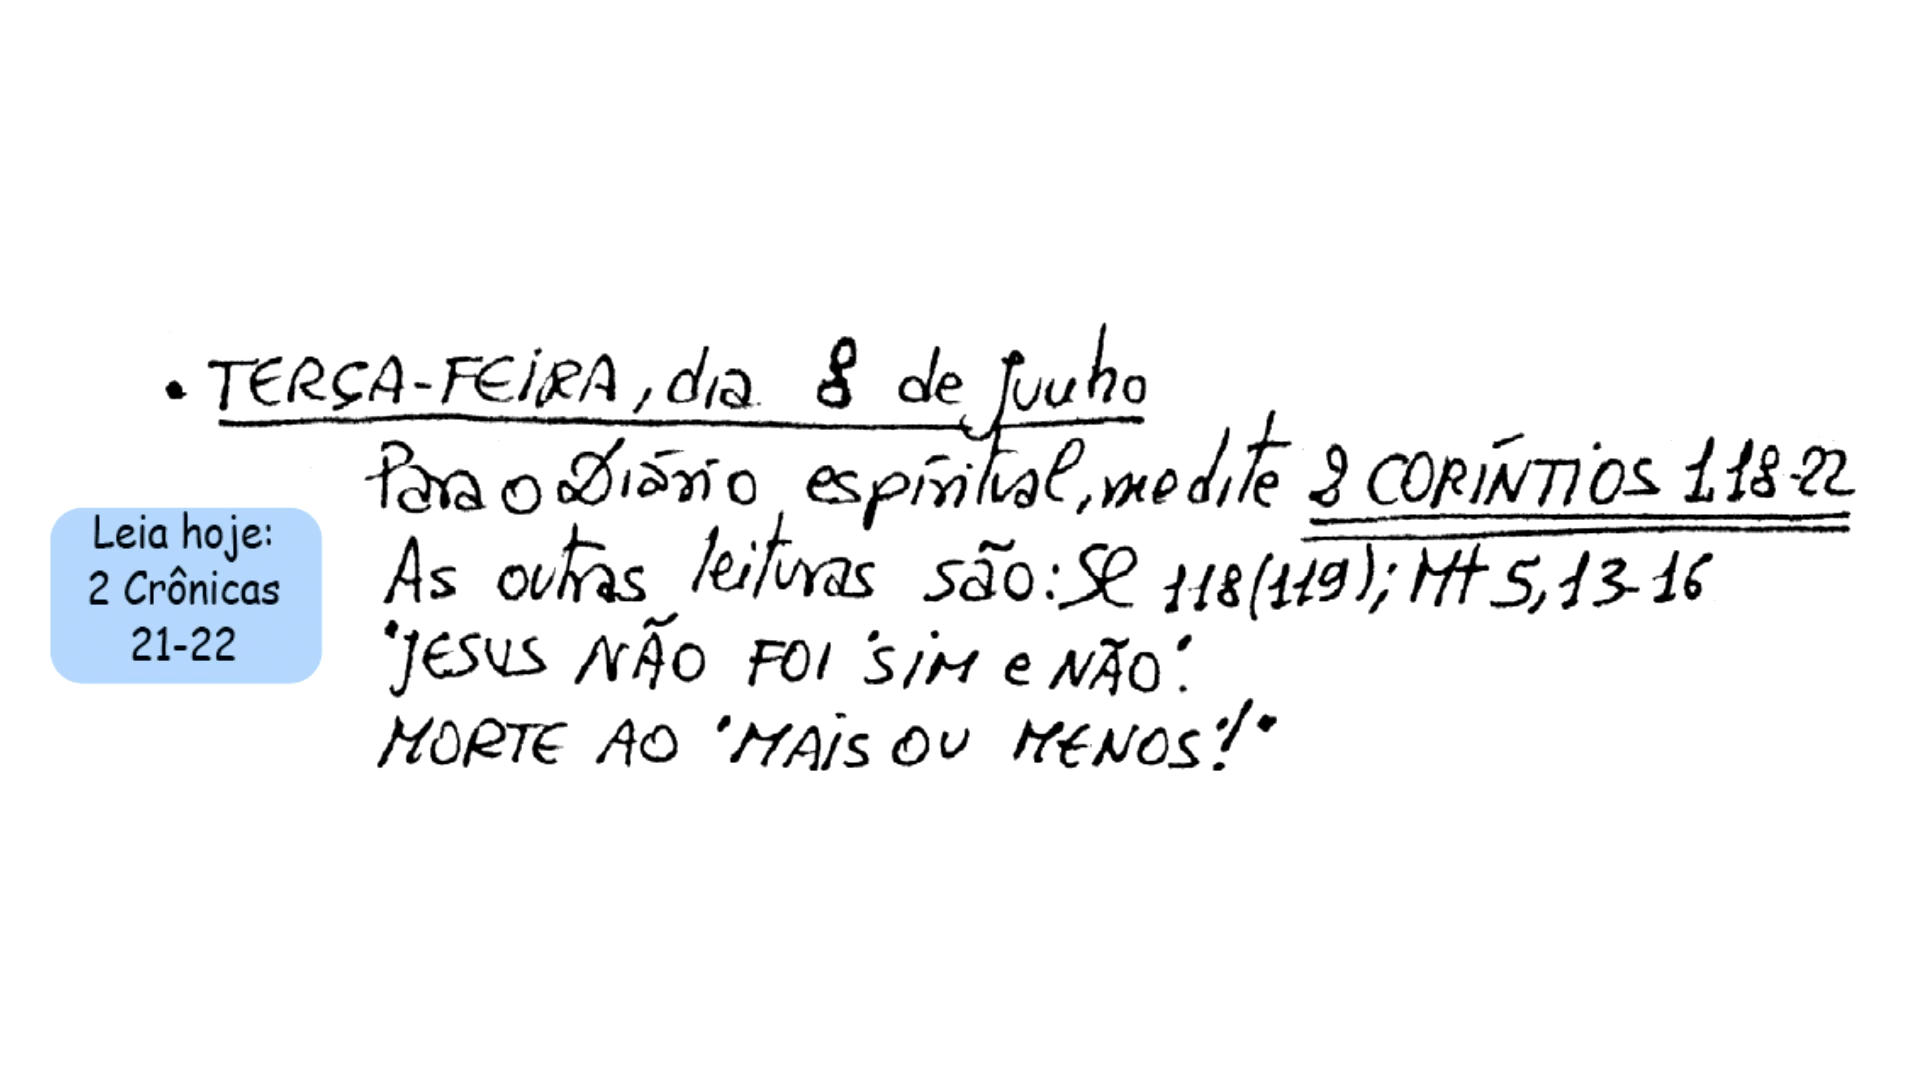 • TERÇA-FEIRA, dia 8 de junho
Para o Diário espiritual, medite 2 CORÍNTIOS 1,18-22
Leia hoje:
2 Crônicas
21-22
As outras leituras são: Sl 118(119); Mt 5,13-16
"JESUS NÃO FOI 'SIM e NÃO'.
MORTE AO 'MAIS OU MENOS'!"